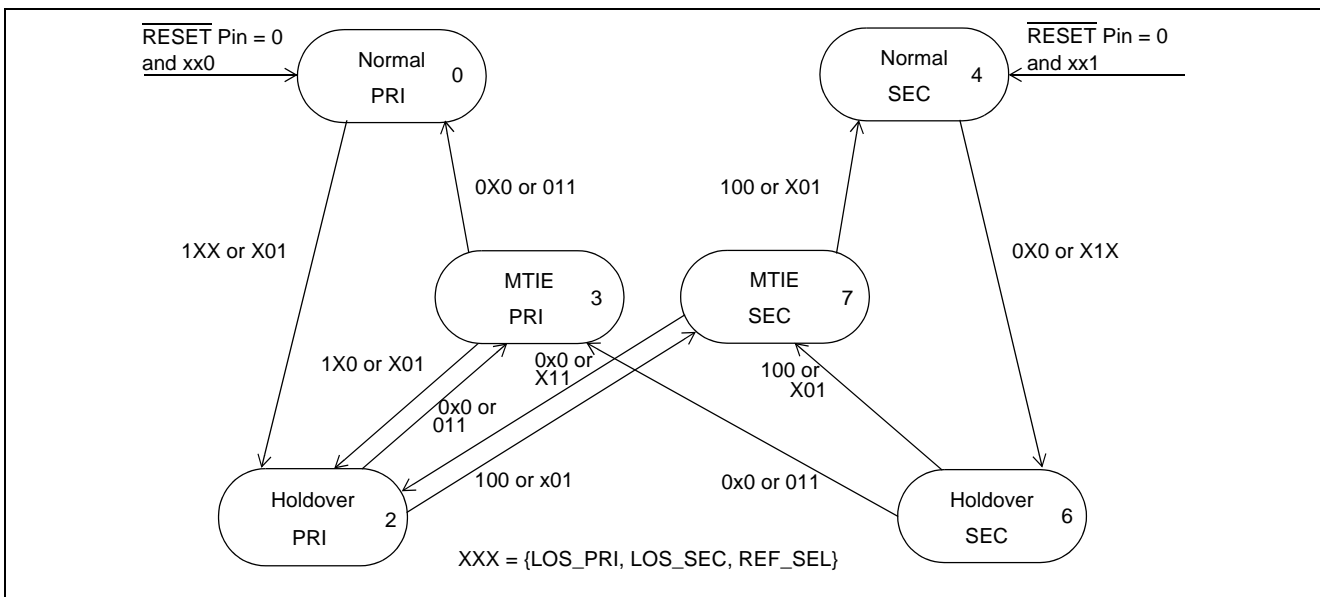 RESET Pin = 0
and xx0
Normal
0
PRI
Normal
4
SEC
RESET Pin = 0
and xx1
0X0 or 011
100 or X01
1XX or X01
0X0 or X1X
MTIE
3
PRI
MTIE
7
SEC
1X0 or X01
0x0 or
X11
100 or
X01
0x0 or
011
100 or x01
0x0 or 011
Holdover
2
PRI
Holdover
6
SEC
XXX = {LOS_PRI, LOS_SEC, REF_SEL}